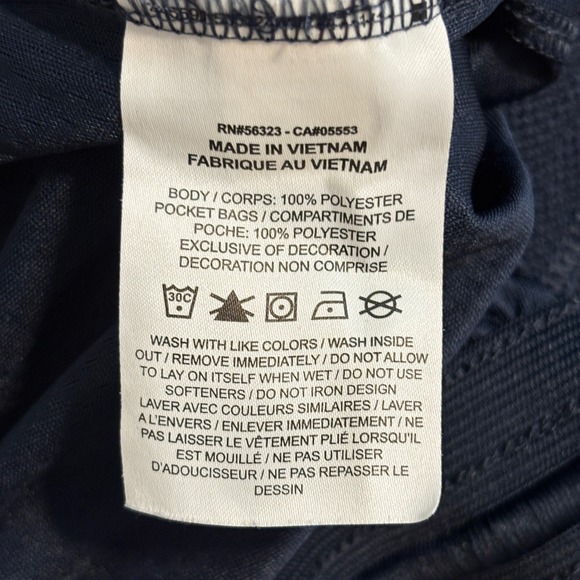 RN#56323 - CA#05553
MADE IN VIETNAM
FABRIQUE AU VIETNAM
BODY / CORPS: 100% POLYESTER
POCKET BAGS / COMPARTIMENTS DE
POCHE: 100% POLYESTER
EXCLUSIVE OF DECORATION /
DECORATION NON COMPRISE
30C
WASH WITH LIKE COLORS / WASH INSIDE
OUT / REMOVE IMMEDIATELY / DO NOT ALLOW
TO LAY ON ITSELF WHEN WET / DO NOT USE
SOFTENERS / DO NOT IRON DESIGN
LAVER AVEC COULEURS SIMILAIRES / LAVER
A L'ENVERS / ENLEVER IMMEDIATEMENT / NE
PAS LAISSER LE VÊTEMENT PLIÉ LORSQU'IL
EST MOUILLÉ / NE PAS UTILISER
D'ADOUCISSEUR / NE PAS REPASSER LE
DESSIN